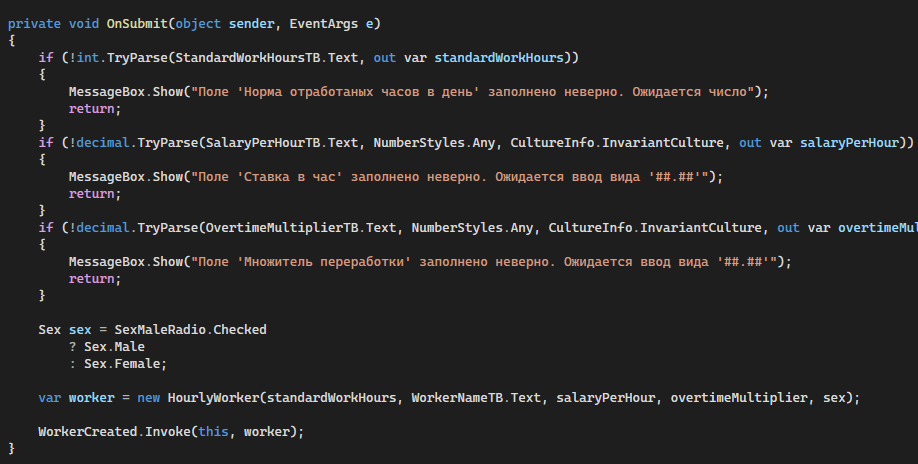 private void OnSubmit(object sender, EventArgs e)
{
if (!int.TryParse(StandardWorkHoursTB.Text, out var standardWorkHours))
{
MessageBox.Show("Поле 'Норма отработаных часов в день' заполнено неверно. Ожидается число");
return;
}
if (!decimal.TryParse(SalaryPerHourTB.Text, NumberStyles.Any, CultureInfo.InvariantCulture, out var salaryPerHour))
{
MessageBox.Show("Поле 'Ставка в час' заполнено неверно. Ожидается ввод вида '##.##'");
return;
}
if (!decimal.TryParse(OvertimeMultiplierTB.Text, NumberStyles.Any, CultureInfo.InvariantCulture, out var overtimeMul
{
MessageBox.Show("Поле 'Множитель переработки' заполнено неверно. Ожидается ввод вида '##.##'");
return;
}
Sex sex = SexMaleRadio.Checked
? Sex.Male
: Sex.Female;
var worker = new HourlyWorker(standardWorkHours, WorkerNameTB.Text, salaryPerHour, overtimeMultiplier, sex);
WorkerCreated.Invoke(this, worker);
}